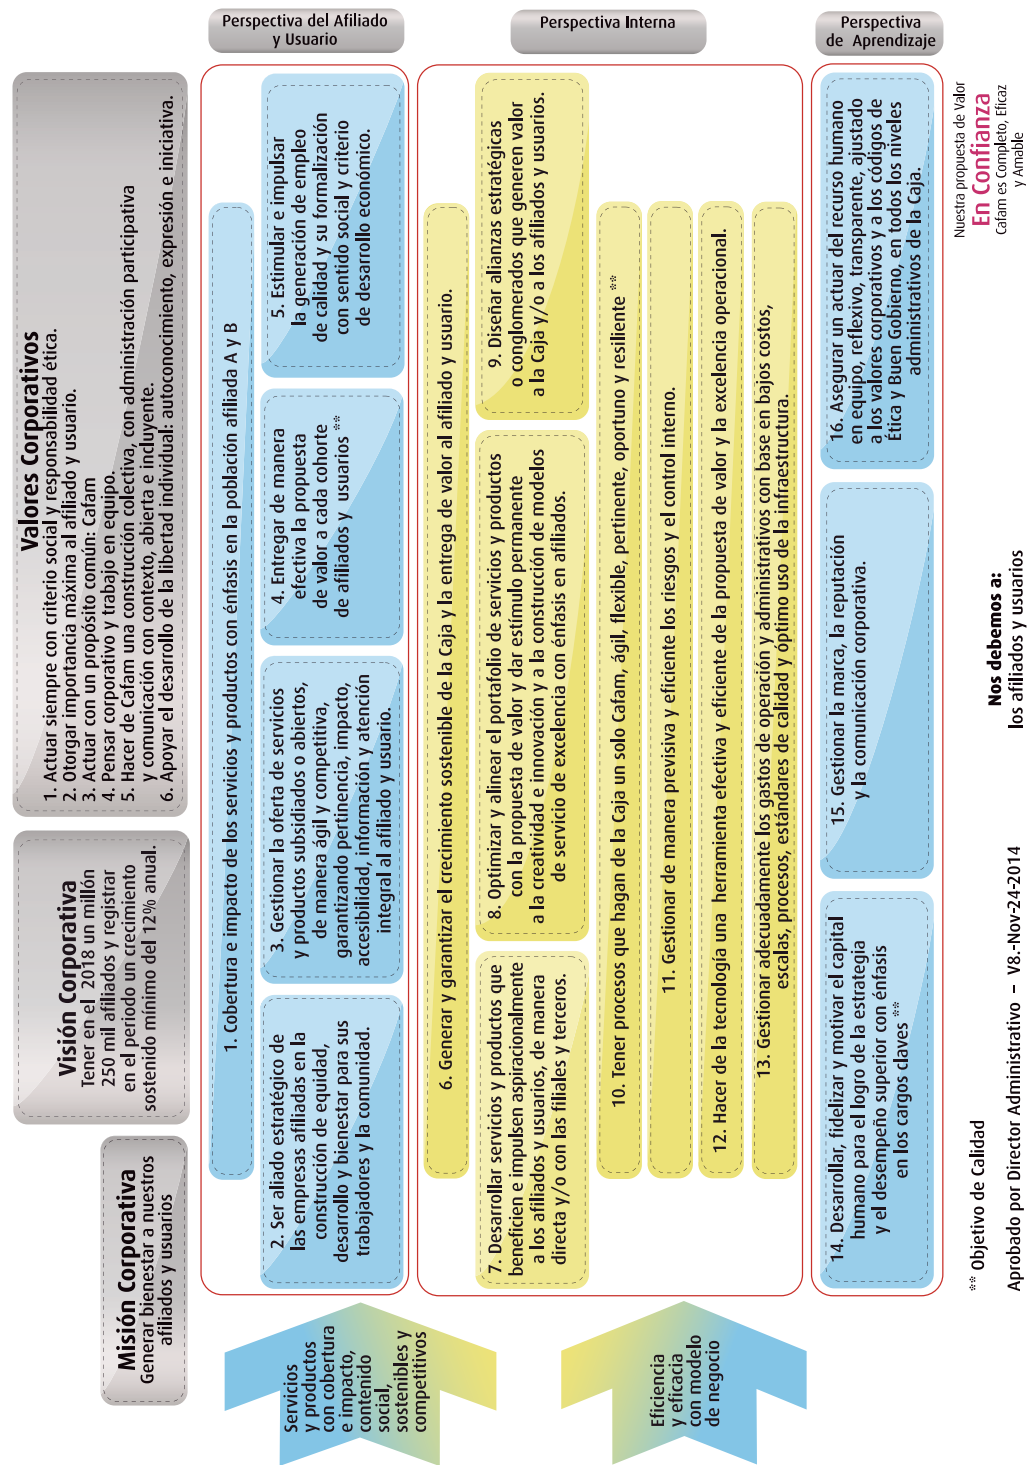 Misión Corporativa
Generar bienestar a nuestros
afiliados y usuarios
Visión Corporativa
Tener en el 2018 un millón
250 mil afiliados y registrar
en el periodo un crecimiento
sostenido mínimo del 12% anual.
Valores Corporativos
1. Actuar siempre con criterio social y responsabilidad ética.
2. Otorgar importancia máxima al afiliado y usuario.
3. Actuar con un propósito común: Cafam
4. Pensar corporativo y trabajo en equipo.
5. Hacer de Cafam una construcción colectiva, con administración participativa
y comunicación con contexto, abierta e incluyente.
6. Apoyar el desarrollo de la libertad individual: autoconocimiento, expresión e iniciativa.
Servicios
y productos
con cobertura
e impacto,
contenido
social,
sostenibles y
competitivos
Perspectiva del Afiliado
y Usuario
1. Cobertura e impacto de los servicios y productos con énfasis en la población afiliada A y B
2. Ser aliado estratégico de
las empresas afiliadas en la
construcción de equidad,
desarrollo y bienestar para sus
trabajadores y la comunidad.
3. Gestionar la oferta de servicios
y productos subsidiados o abiertos,
de manera ágil y competitiva,
garantizando pertinencia, impacto,
accesibilidad, información y atención
integral al afiliado y usuario.
4. Entregar de manera
efectiva la propuesta
de valor a cada cohorte
de afiliados y usuarios **
5. Estimular e impulsar
la generación de empleo
de calidad y su formalización
con sentido social y criterio
de desarrollo económico.
Eficiencia
y eficacia
con modelo
de negocio
Perspectiva Interna
6. Generar y garantizar el crecimiento sostenible de la Caja y la entrega de valor al afiliado y usuario.
7. Desarrollar servicios y productos que
beneficien e impulsen aspiracionalmente
a los afiliados y usuarios, de manera
directa y/o con las filiales y terceros.
8. Optimizar y alinear el portafolio de servicios y productos
con la propuesta de valor y dar estímulo permanente
a la creatividad e innovación y a la construcción de modelos
de servicio de excelencia con énfasis en afiliados.
9. Diseñar alianzas estratégicas
o conglomerados que generen valor
a la Caja y/o a los afiliados y usuarios.
10. Tener procesos que hagan de la Caja un solo Cafam, ágil, flexible, pertinente, oportuno y resiliente **
11. Gestionar de manera previsiva y eficiente los riesgos y el control interno.
12. Hacer de la tecnología una herramienta efectiva y eficiente de la propuesta de valor y la excelencia operacional.
13. Gestionar adecuadamente los gastos de operación y administrativos con base en bajos costos,
escalas, procesos, estándares de calidad y óptimo uso de la infraestructura.
Perspectiva
de Aprendizaje
14. Desarrollar, fidelizar y motivar el capital
humano para el logro de la estrategia
y el desempeño superior con énfasis
en los cargos claves **
15. Gestionar la marca, la reputación
y la comunicación corporativa.
16. Asegurar un actuar del recurso humano
en equipo, reflexivo, transparente, ajustado
a los valores corporativos y a los códigos de
Etica y Buen Gobierno, en todos los niveles
administrativos de la Caja.
** Objetivo de Calidad
Aprobado por Director Administrativo – V8.-Nov-24-2014
Nos debemos a:
los afiliados y usuarios
Nuestra propuesta de Valor
En Confianza
Cafam es Completo, Eficaz
y Amable